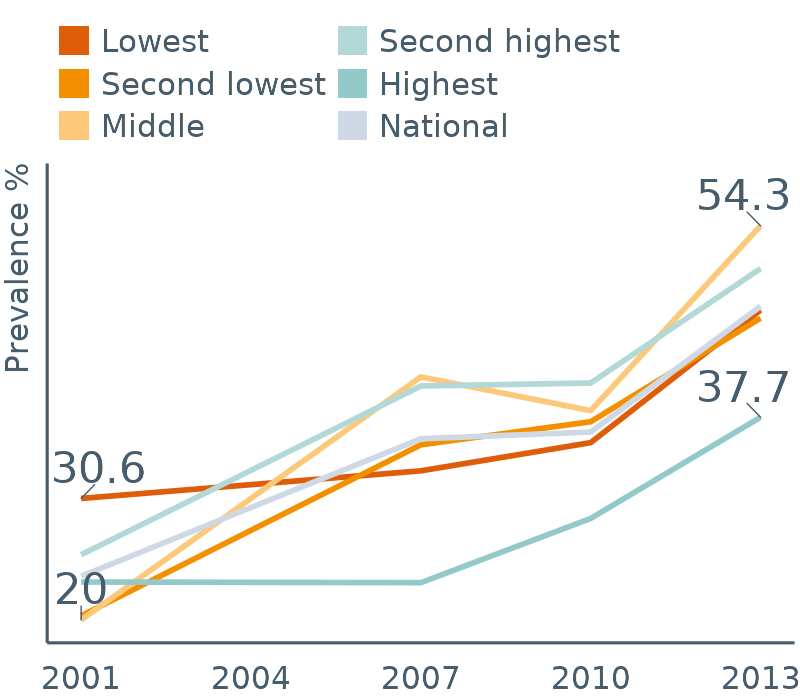 Lowest
Second lowest
Middle
Second highest
Highest
National
Prevalence %
54.3
37.7
30.6
20
2001 2004 2007 2010 2013